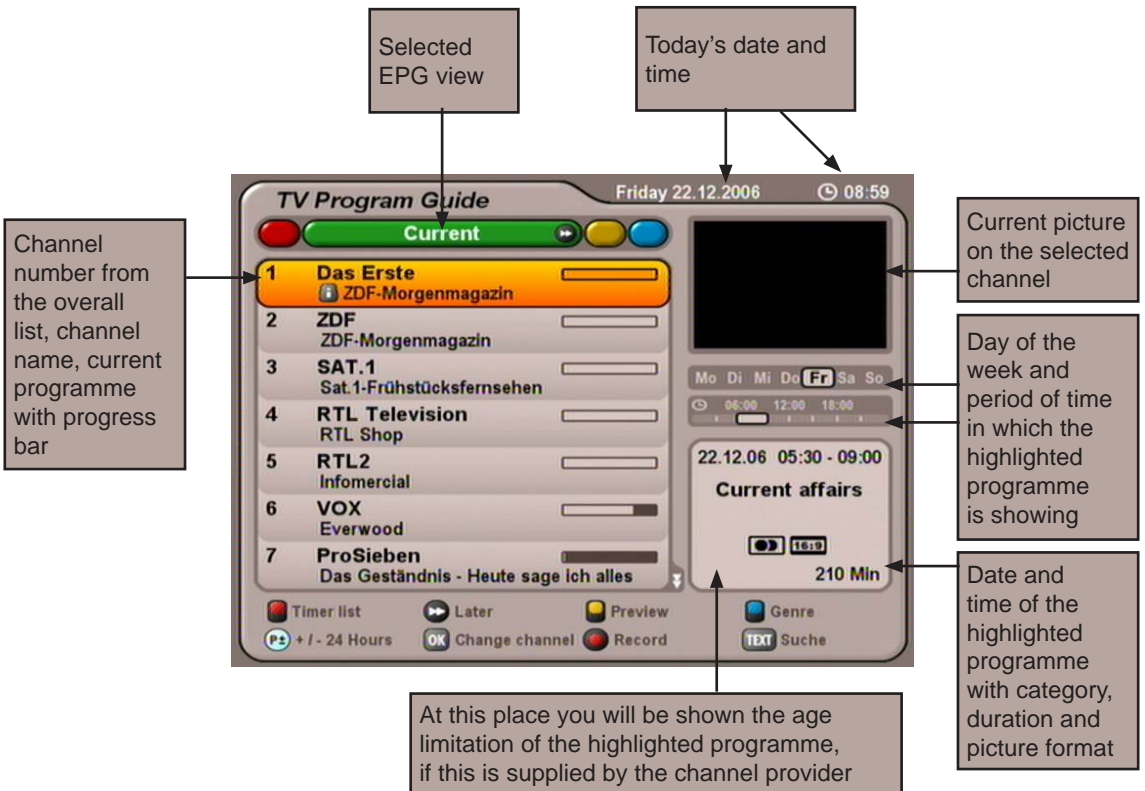 Selected
EPG view
Today's date and
time
Channel
number from
the overall
list, channel
name, current
programme
with progress
bar
TV Program Guide
Friday 22.12.2006 08:59
Current
1 Das Erste
ZDF-Morgenmagazin
2 ZDF
ZDF-Morgenmagazin
3 SAT.1
Sat.1-Frühstücksfernsehen
4 RTL Television
RTL Shop
5 RTL2
Infomercial
6 VOX
Everwood
7 ProSieben
Das Geständnis - Heute sage ich alles
Mo Di Mi Do Fr Sa So
06:00 12:00 18:00
22.12.06 05:30 - 09:00
Current affairs
16:9
210 Min
Timer list Later Preview Genre
P± + / - 24 Hours OK Change channel Record TEXT Suche
Current picture
on the selected
channel
Day of the
week and
period of time
in which the
highlighted
programme
is showing
Date and
time of the
highlighted
programme
with category,
duration and
picture format
At this place you will be shown the age
limitation of the highlighted programme,
if this is supplied by the channel provider